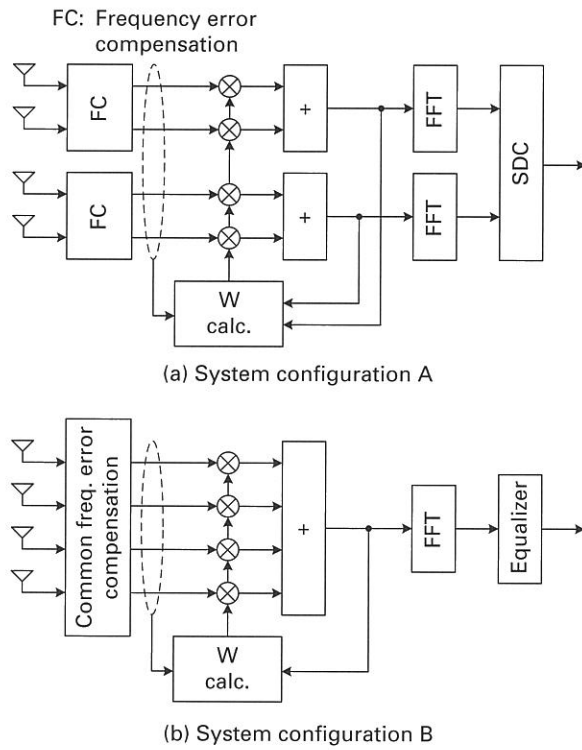 FC: Frequency error
compensation
FC
+
FFT
SDC
FC
+
FFT
W
calc.
(a) System configuration A
Common freq. error
compensation
+
FFT
Equalizer
W
calc.
(b) System configuration B